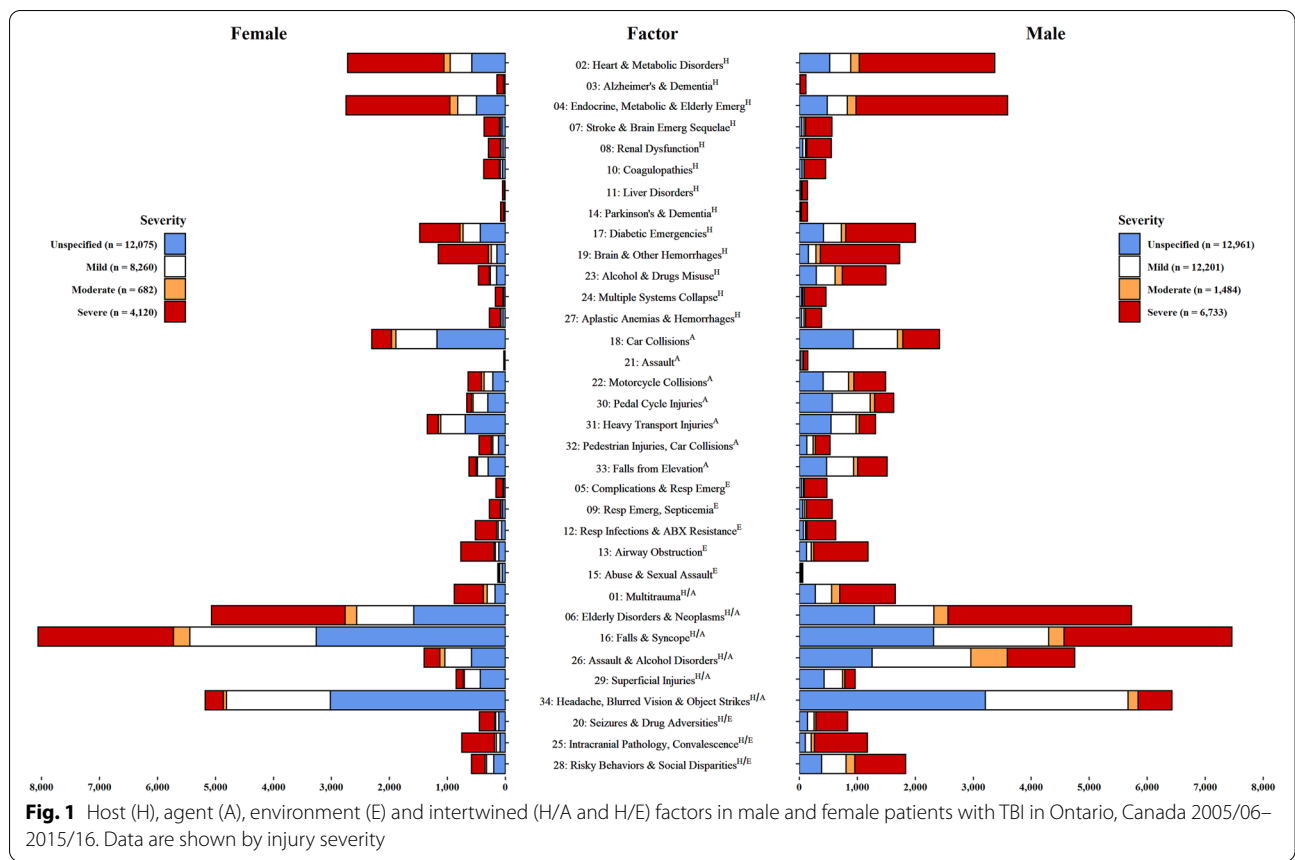 Female Factor Male
02: Heart & Metabolic Disorders^H
03: Alzheimer's & Dementia^H
04: Endocrine, Metabolic & Elderly Emerg^H
07: Stroke & Brain Emerg Sequelae^H
08: Renal Dysfunction^H
10: Coagulopathies^H
11: Liver Disorders^H
14: Parkinson's & Dementia^H
17: Diabetic Emergencies^H
19: Brain & Other Hemorrhages^H
23: Alcohol & Drugs Misuse^H
24: Multiple Systems Collapse^H
27: Aplastic Anemias & Hemorrhages^H
18: Car Collisions^A
21: Assault^A
22: Motorcycle Collisions^A
30: Pedal Cycle Injuries^A
31: Heavy Transport Injuries^A
32: Pedestrian Injuries, Car Collisions^A
33: Falls from Elevation^A
05: Complications & Resp Emerg^E
09: Resp Emerg, Septicemia^E
12: Resp Infections & ABX Resistance^E
13: Airway Obstruction^E
15: Abuse & Sexual Assault^E
01: Multitrauma^H/A
06: Elderly Disorders & Neoplasms^H/A
16: Falls & Syncope^H/A
26: Assault & Alcohol Disorders^H/A
29: Superficial Injuries^H/A
34: Headache, Blurred Vision & Object Strikes^H/A
20: Seizures & Drug Adversities^H/E
25: Intracranial Pathology, Convalescence^H/E
28: Risky Behaviors & Social Disparities^H/E
Severity
Unspecified (n = 12,075)
Mild (n = 8,260)
Moderate (n = 682)
Severe (n = 4,120)
Severity
Unspecified (n = 12,961)
Mild (n = 12,201)
Moderate (n = 1,484)
Severe (n = 6,733)
8,000 7,000 6,000 5,000 4,000 3,000 2,000 1,000 0
0 1,000 2,000 3,000 4,000 5,000 6,000 7,000 8,000
Fig. 1 Host (H), agent (A), environment (E) and intertwined (H/A and H/E) factors in male and female patients with TBI in Ontario, Canada 2005/06–
2015/16. Data are shown by injury severity